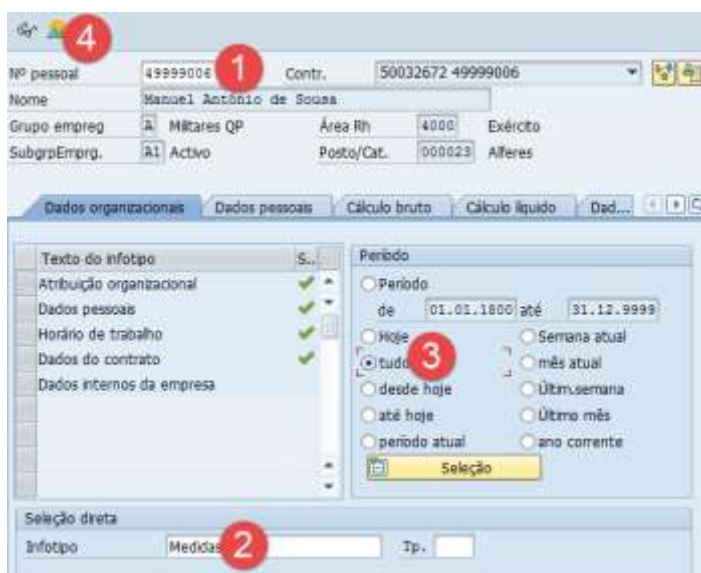 4
Nº pessoal 49999006 1 Contr. 50032672 49999006
Nome Manuel António de Sousa
Grupo empreg A Militares QP Área Rh 4000 Exército
SubgrpEmprg. A1 Activo Posto/Cat. 000023 Alferes
Dados organizacionais Dados pessoais Cálculo bruto Cálculo líquido Dad...
Texto do infotipo S.. Período
Atribuição organizacional Período
Dados pessoais de 01.01.1800 até 31.12.9999
Horário de trabalho Hoje Semana atual
Dados do contrato tudo 3 mês atual
Dados internos da empresa desde hoje Últim.semana
até hoje Último mês
período atual ano corrente
Seleção
Seleção direta
Infotipo Medidas 2 Tp.